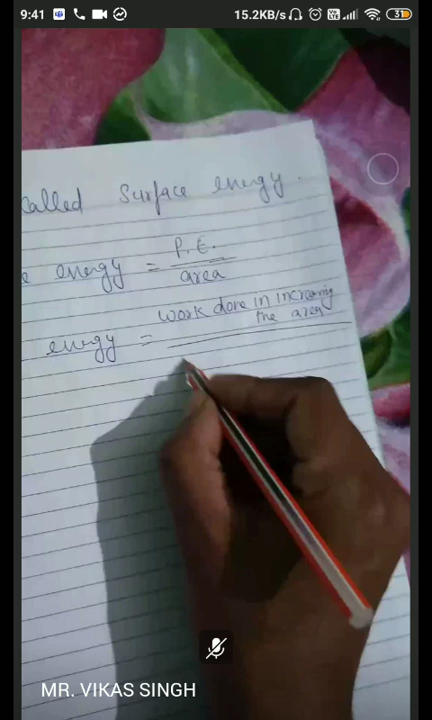 9:41 15.2KB/s 31
called Surface energy.
e energy = P.E.
area
work done in increasing
the area
energy =
MR. VIKAS SINGH